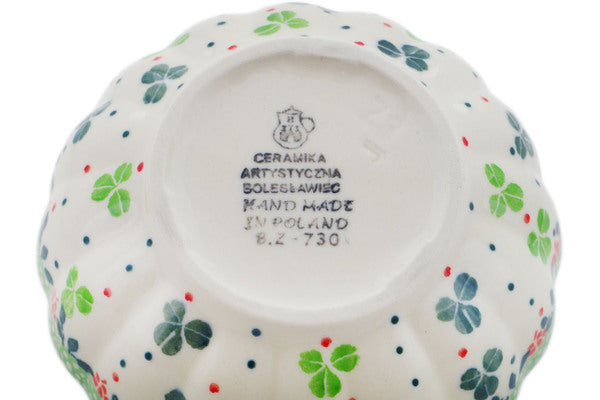 CERAMIKA
ARTYSTYCZNA
BOLESŁAWIEC
HAND MADE
IN POLAND
B.Z-730